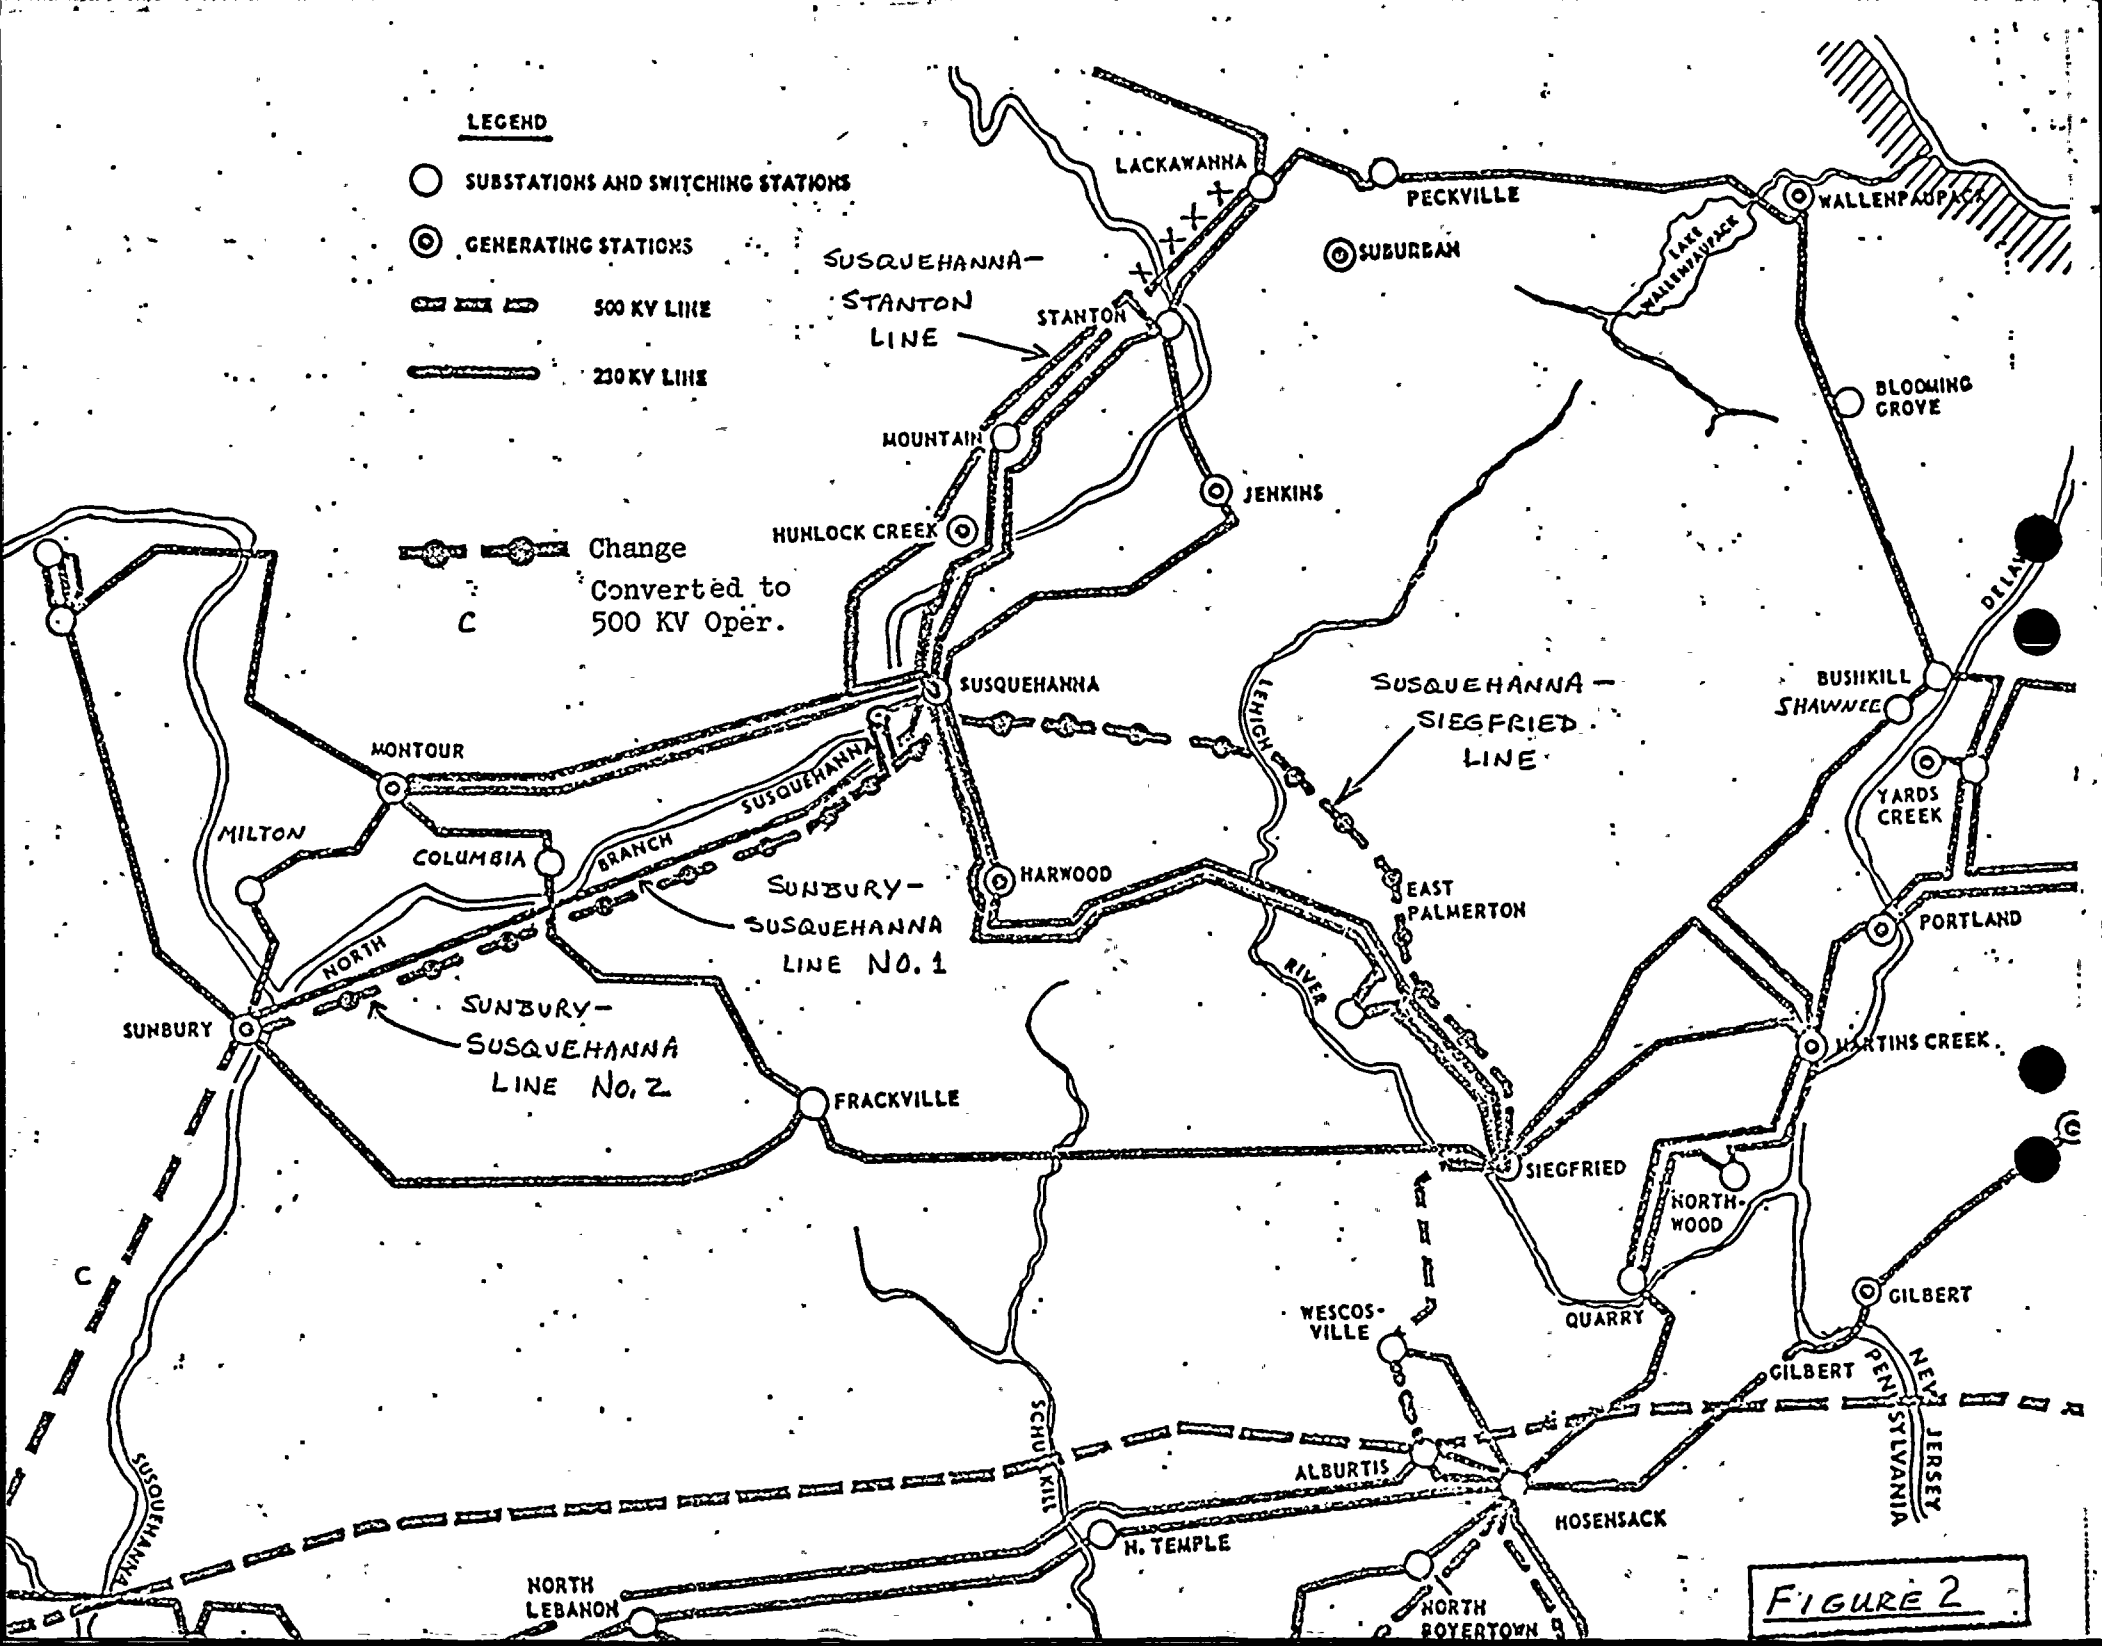 LEGEND
SUBSTATIONS AND SWITCHING STATIONS
GENERATING STATIONS
500 KV LINE
230 KV LINE
Change
C
Converted to
500 KV Oper.
SUSQUEHANNA-
STANTON
LINE
LACKAWANNA
PECKVILLE
SUBURBAN
WALLENPAUPACK
LAKE
WALLENPAUPACK
STANTON
MOUNTAIN
JENKINS
HUNLOCK CREEK
BLOOMING
GROVE
SUSQUEHANNA
LEHIGH
RIVER
SUSQUEHANNA-
SIEGFRIED
LINE
BUSHKILL
SHAWNEE
YARDS
CREEK
MONTOUR
MILTON
COLUMBIA
NORTH
BRANCH
SUSQUEHANNA
HARWOOD
EAST
PALMERTON
PORTLAND
SUNBURY-
SUSQUEHANNA
LINE NO. 1
SUNBURY-
SUSQUEHANNA
LINE NO. 2
SUNBURY
FRACKVILLE
MARTINS CREEK
SIEGFRIED
NORTH-
WOOD
C
WESCOS-
VILLE
QUARRY
GILBERT
GILBERT
NEW JERSEY
PENNSYLVANIA
ALBURTIS
HOSENSACK
N. TEMPLE
NORTH
LEBANON
NORTH
BOYERTOWN
SUSQUEHANNA
FIGURE 2